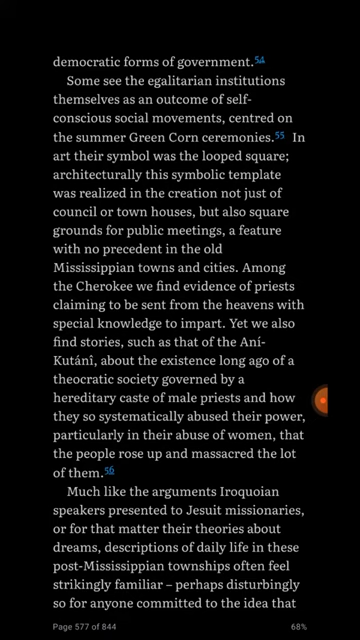 democratic forms of government.54
Some see the egalitarian institutions
themselves as an outcome of self-
conscious social movements, centred on
the summer Green Corn ceremonies.55 In
art their symbol was the looped square;
architecturally this symbolic template
was realized in the creation not just of
council or town houses, but also square
grounds for public meetings, a feature
with no precedent in the old
Mississippian towns and cities. Among
the Cherokee we find evidence of priests
claiming to be sent from the heavens with
special knowledge to impart. Yet we also
find stories, such as that of the Aní-
Kutánî, about the existence long ago of a
theocratic society governed by a
hereditary caste of male priests and how
they so systematically abused their power,
particularly in their abuse of women, that
the people rose up and massacred the lot
of them.56
Much like the arguments Iroquoian
speakers presented to Jesuit missionaries,
or for that matter their theories about
dreams, descriptions of daily life in these
post-Mississippian townships often feel
strikingly familiar – perhaps disturbingly
so for anyone committed to the idea that
Page 577 of 844
68%